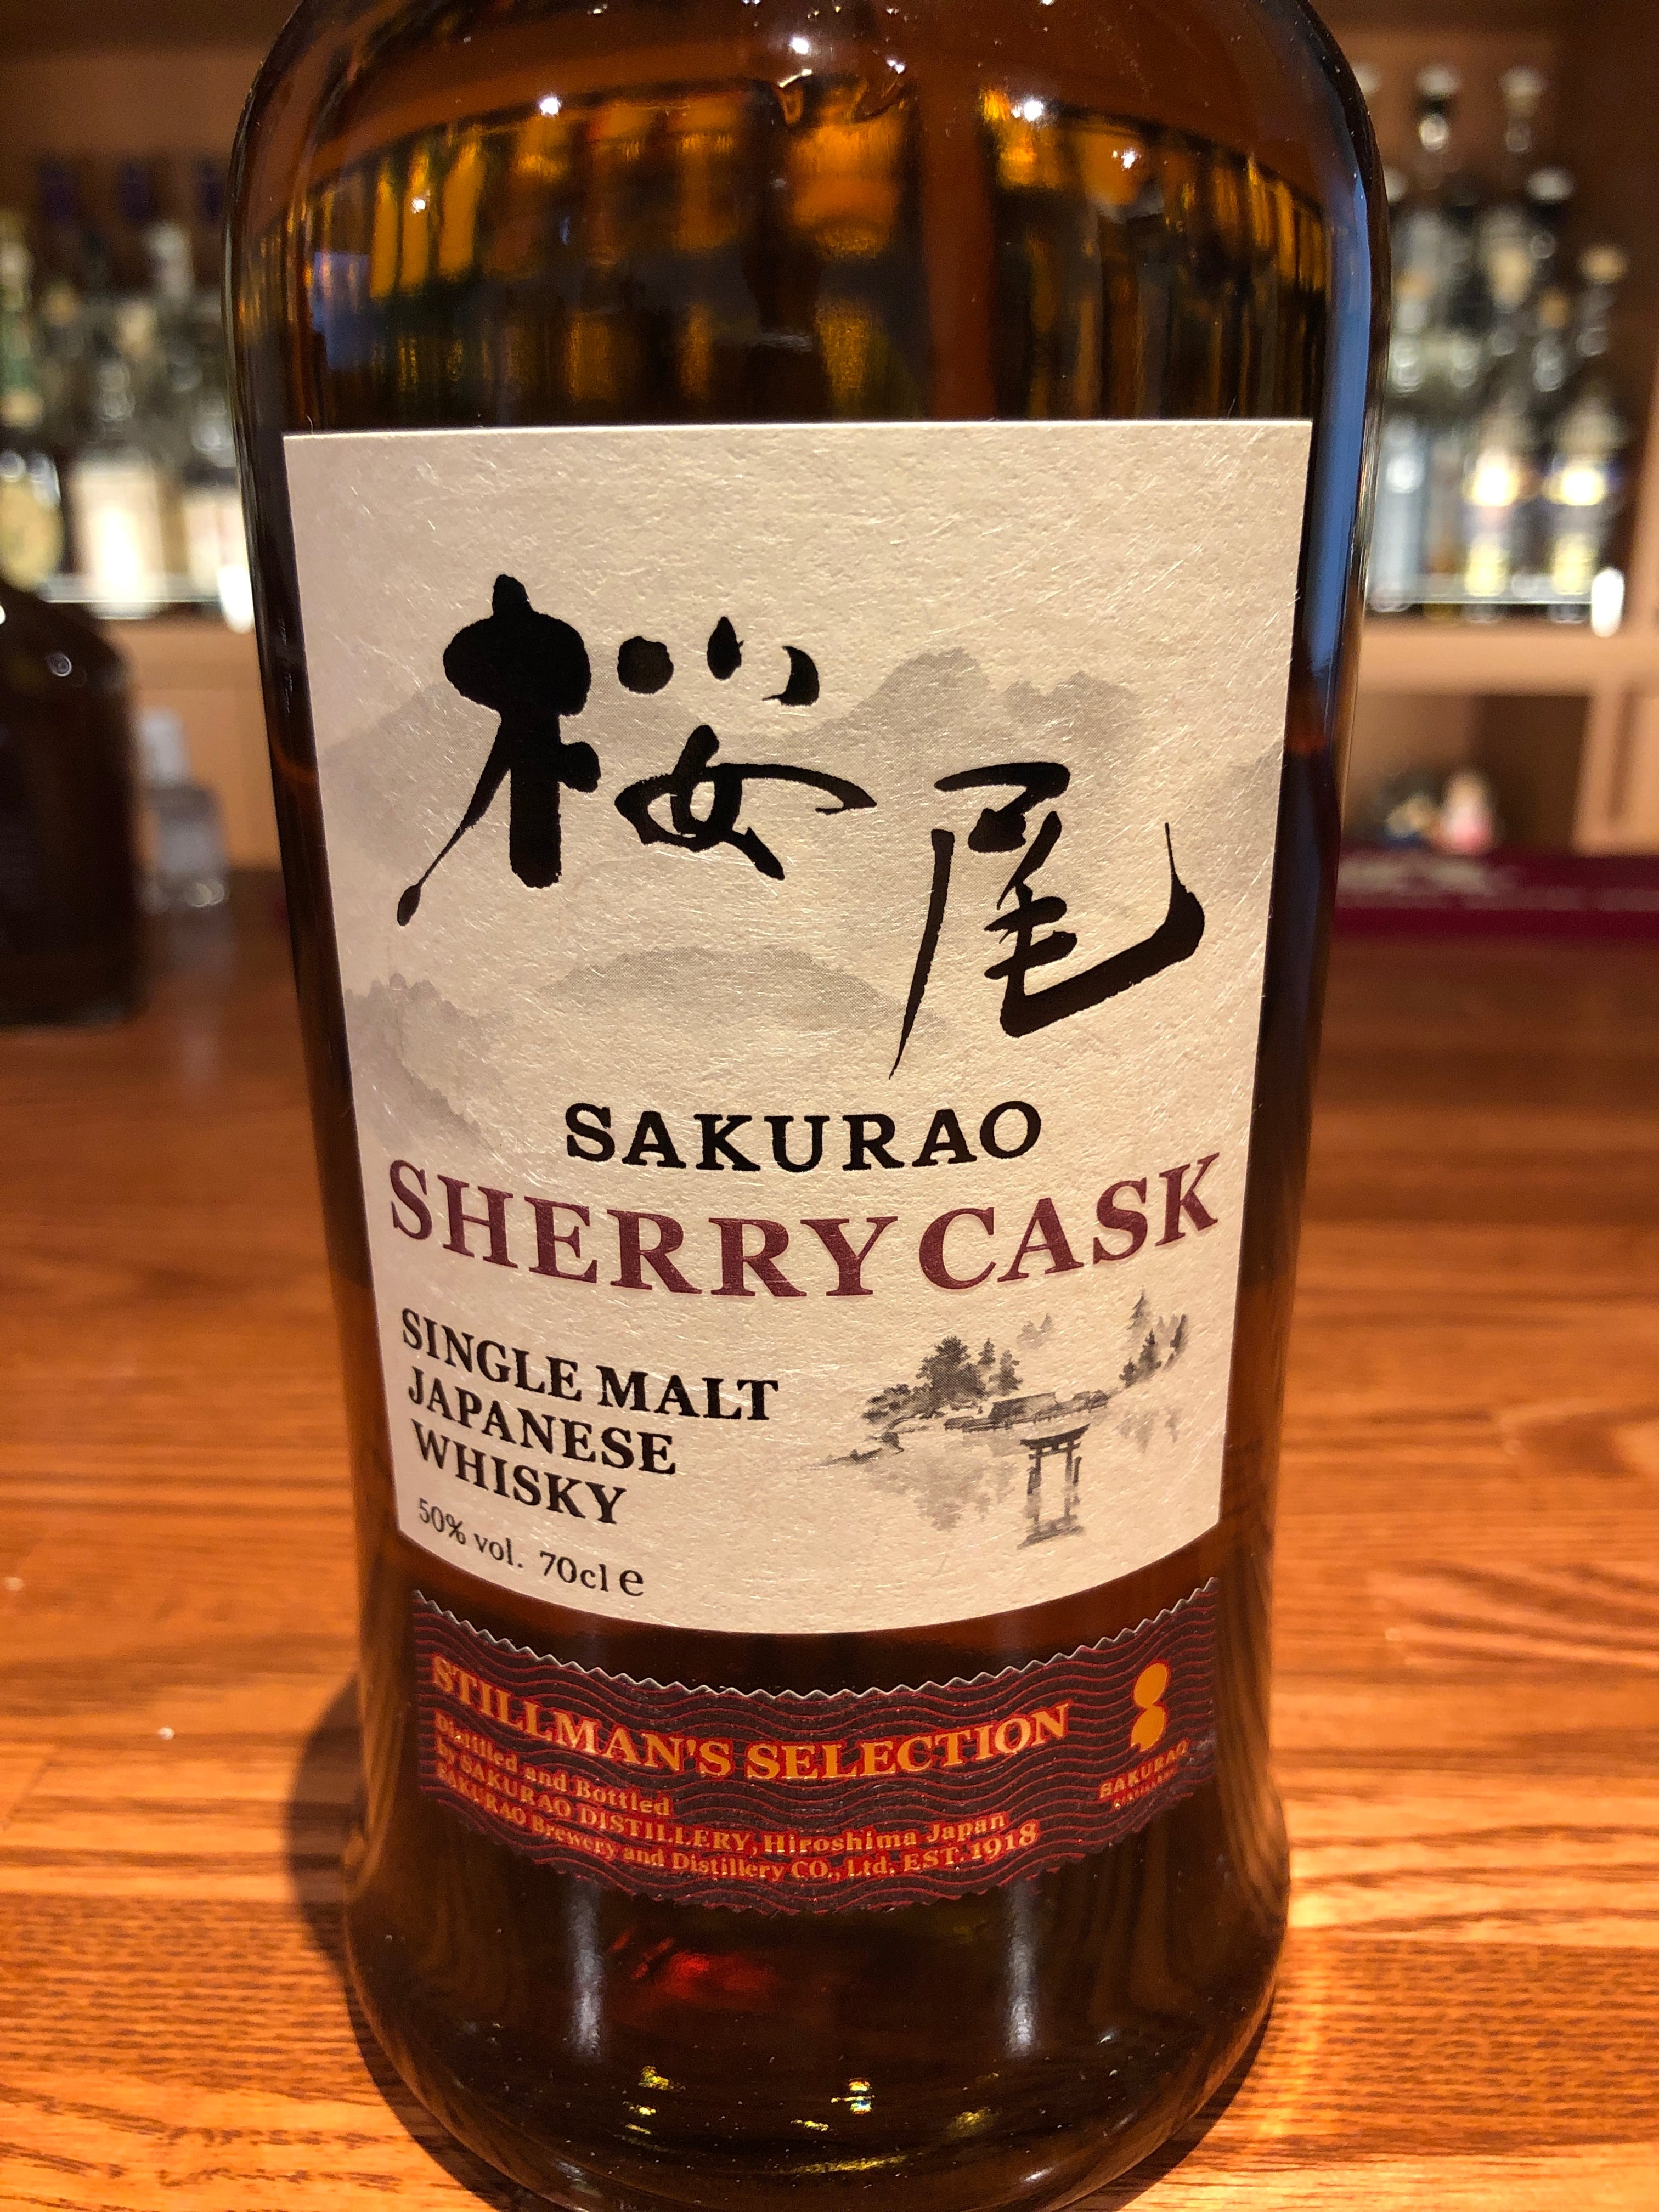 桜尾
SAKURAO
SHERRY CASK
SINGLE MALT
JAPANESE
WHISKY
50% vol. 70cl e
STILLMAN'S SELECTION
Distilled and Bottled
by SAKURAO DISTILLERY, Hiroshima Japan
SAKURAO Brewery and Distillery CO., Ltd. EST. 1918
SAKURAO
DISTILLERY